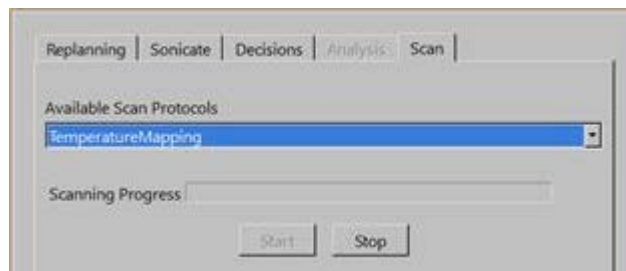 Replanning Sonicate Decisions Analysis Scan
Available Scan Protocols
TemperatureMapping
Scanning Progress
Start Stop